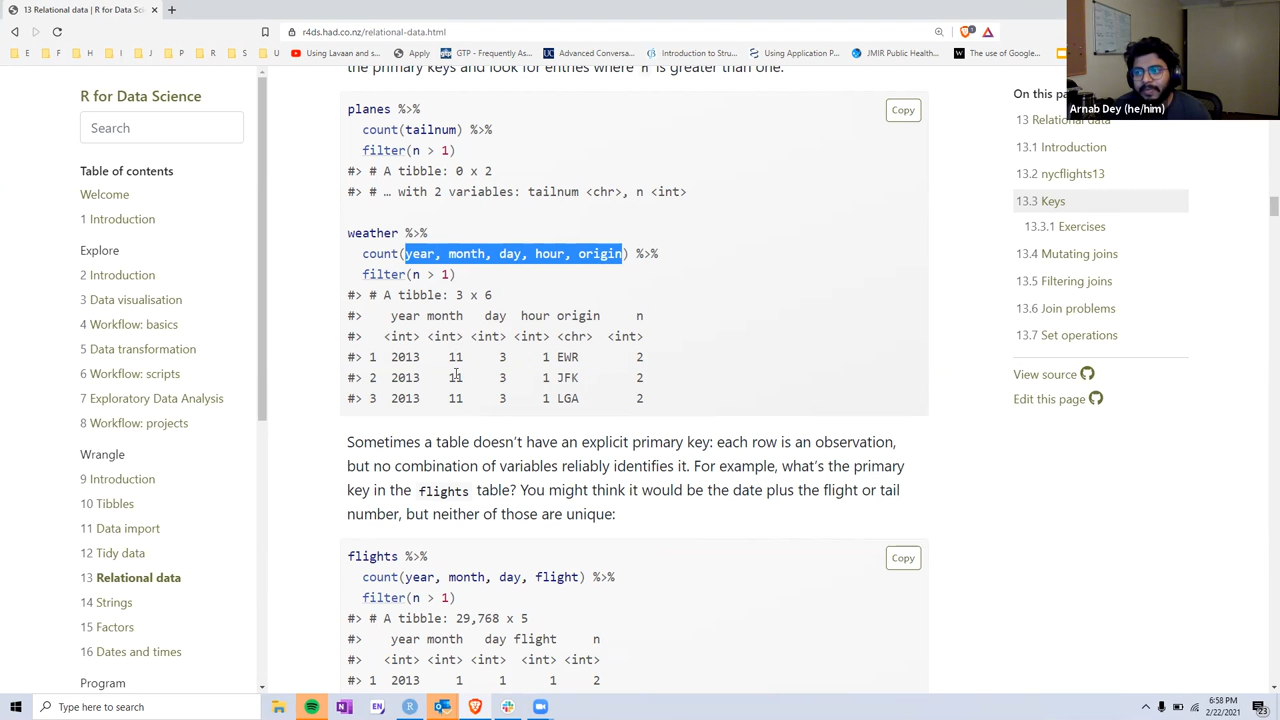 13 Relational data | R for Data Scien
r4ds.had.co.nz/relational-data.html
E F H I J P R S U Using Lavaan and s Apply GTP - Frequently Ase Advanced Conversa... Introduction to Stru... Using Application P... JMIR Public Health... The use of Google...
Arnab Dey (he/him)
R for Data Science
Search
Table of contents
Welcome
1 Introduction
Explore
2 Introduction
3 Data visualisation
4 Workflow: basics
5 Data transformation
6 Workflow: scripts
7 Exploratory Data Analysis
8 Workflow: projects
Wrangle
9 Introduction
10 Tibbles
11 Data import
12 Tidy data
13 Relational data
14 Strings
15 Factors
16 Dates and times
Program
the primary keys and look for entries where n is greater than one:
Copy
planes %>%
count(tailnum) %>%
filter(n > 1)
#> # A tibble: 0 x 2
#> # … with 2 variables: tailnum <chr>, n <int>
weather %>%
count(year, month, day, hour, origin) %>%
filter(n > 1)
#> # A tibble: 3 x 6
#> year month day hour origin n
#> <int> <int> <int> <int> <chr> <int>
#> 1 2013 11 3 1 EWR 2
#> 2 2013 11 3 1 JFK 2
#> 3 2013 11 3 1 LGA 2
Sometimes a table doesn't have an explicit primary key: each row is an observation,
but no combination of variables reliably identifies it. For example, what's the primary
key in the flights table? You might think it would be the date plus the flight or tail
number, but neither of those are unique:
Copy
flights %>%
count(year, month, day, flight) %>%
filter(n > 1)
#> # A tibble: 29,768 x 5
#> year month day flight n
#> <int> <int> <int> <int> <int>
#> 1 2013 1 1 1 2
On this pa
13 Relational data
13.1 Introduction
13.2 nycflights13
13.3 Keys
13.3.1 Exercises
13.4 Mutating joins
13.5 Filtering joins
13.6 Join problems
13.7 Set operations
View source
Edit this page
Type here to search
6:58 PM
2/22/2021
23